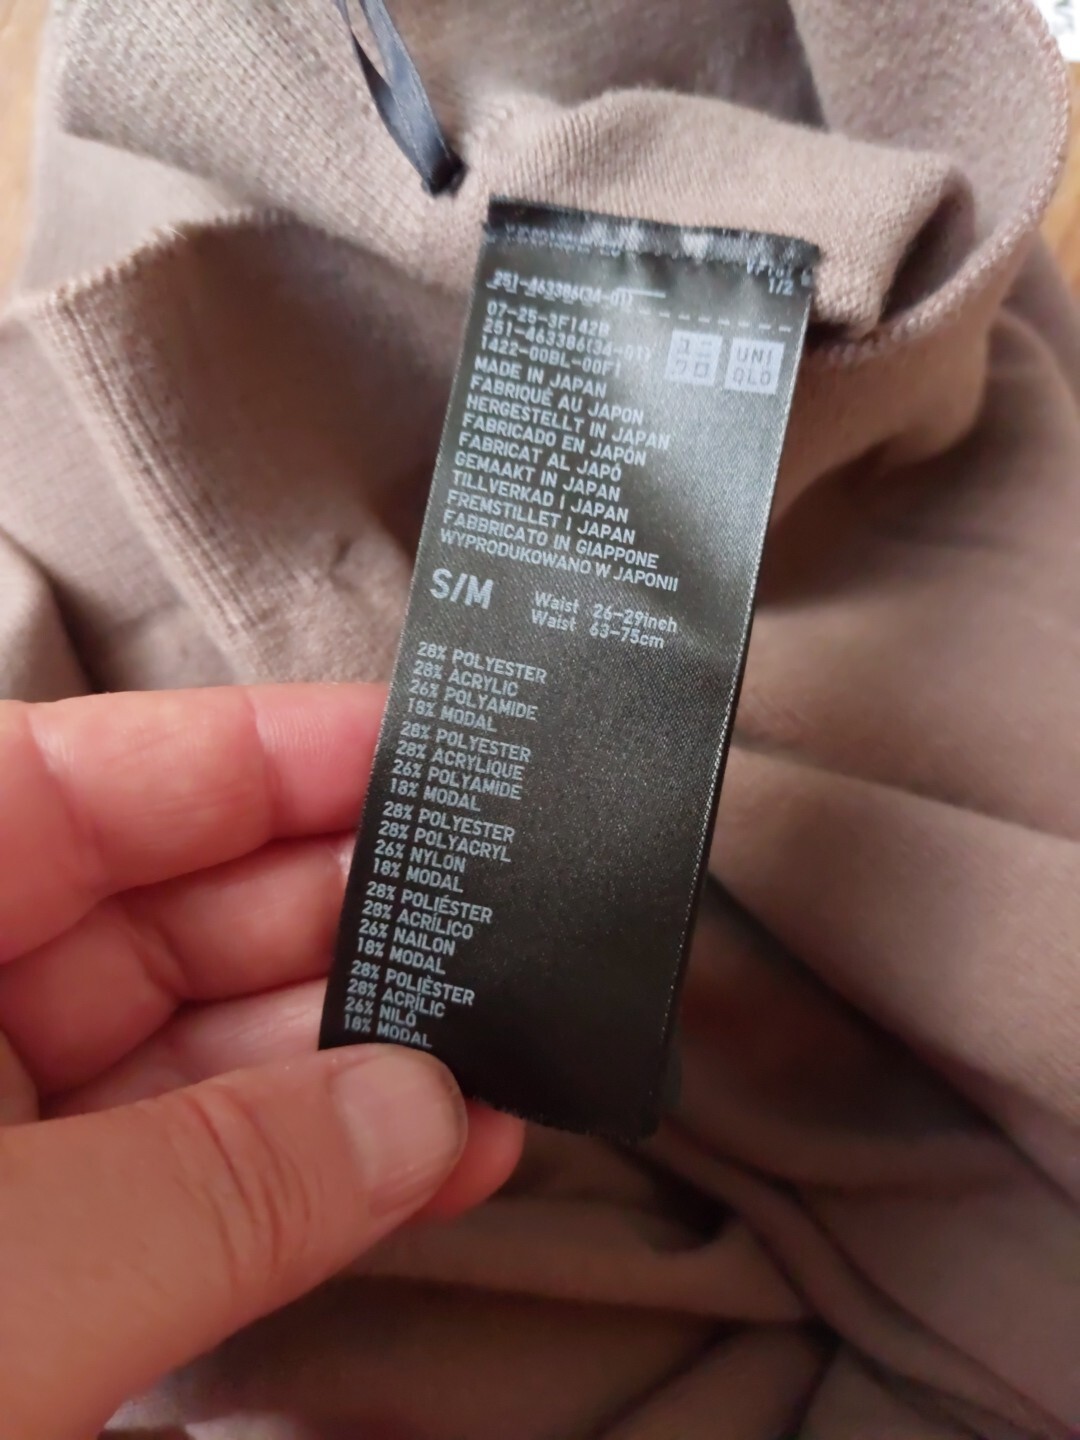 1/2
251-463386(34-01)
07-25-3F142B
251-463386(34-01)
1422-00BL-00F1
ユニ
クロ
UNI
QLO
MADE IN JAPAN
FABRIQUÉ AU JAPON
HERGESTELLT IN JAPAN
FABRICADO EN JAPÓN
FABRICAT AL JAPÓ
GEMAAKT IN JAPAN
TILLVERKAD I JAPAN
FREMSTILLET I JAPAN
FABBRICATO IN GIAPPONE
WYPRODUKOWANO W JAPONII
S/M
Waist 26-29inch
Waist 63-75cm
28% POLYESTER
28% ACRYLIC
26% POLYAMIDE
18% MODAL
28% POLYESTER
28% ACRYLIQUE
26% POLYAMIDE
18% MODAL
28% POLYESTER
28% POLYACRYL
26% NYLON
18% MODAL
28% POLIÉSTER
28% ACRÍLICO
26% NAILON
18% MODAL
28% POLIÈSTER
28% ACRÍLIC
26% NILÓ
18% MODAL